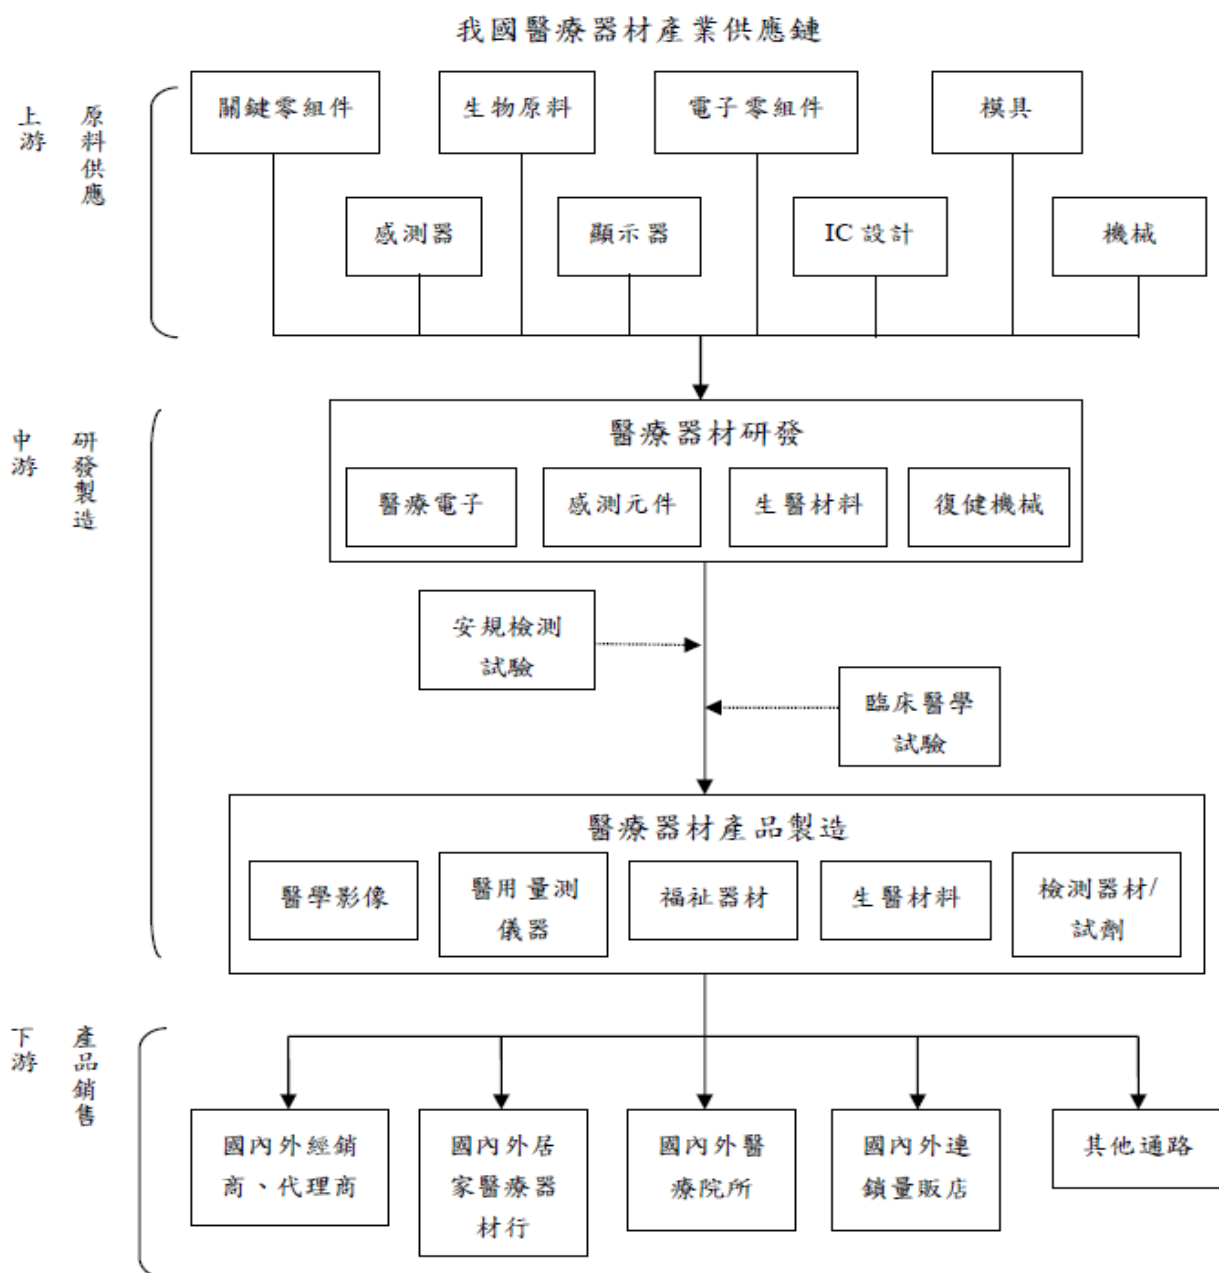 我國醫療器材產業供應鏈
上游
原料供應
關鍵零組件
生物原料
電子零組件
模具
感測器
顯示器
IC 設計
機械
中游
研發製造
醫療器材研發
醫療電子
感測元件
生醫材料
復健機械
安規檢測
試驗
臨床醫學
試驗
醫療器材產品製造
醫學影像
醫用量測
儀器
福祉器材
生醫材料
檢測器材/
試劑
下游
產品銷售
國內外經銷
商、代理商
國內外居
家醫療器
材行
國內外醫
療院所
國內外連
鎖量販店
其他通路